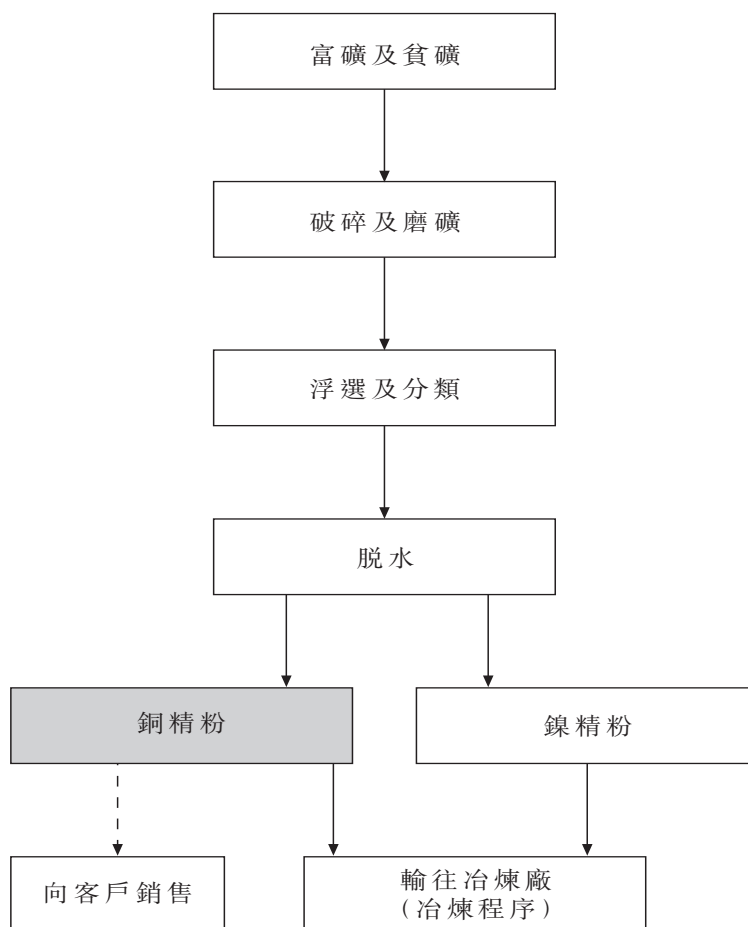 富礦及貧礦
破碎及磨礦
浮選及分類
脱水
銅精粉
鎳精粉
向客戶銷售
輸往冶煉廠
(冶煉程序)